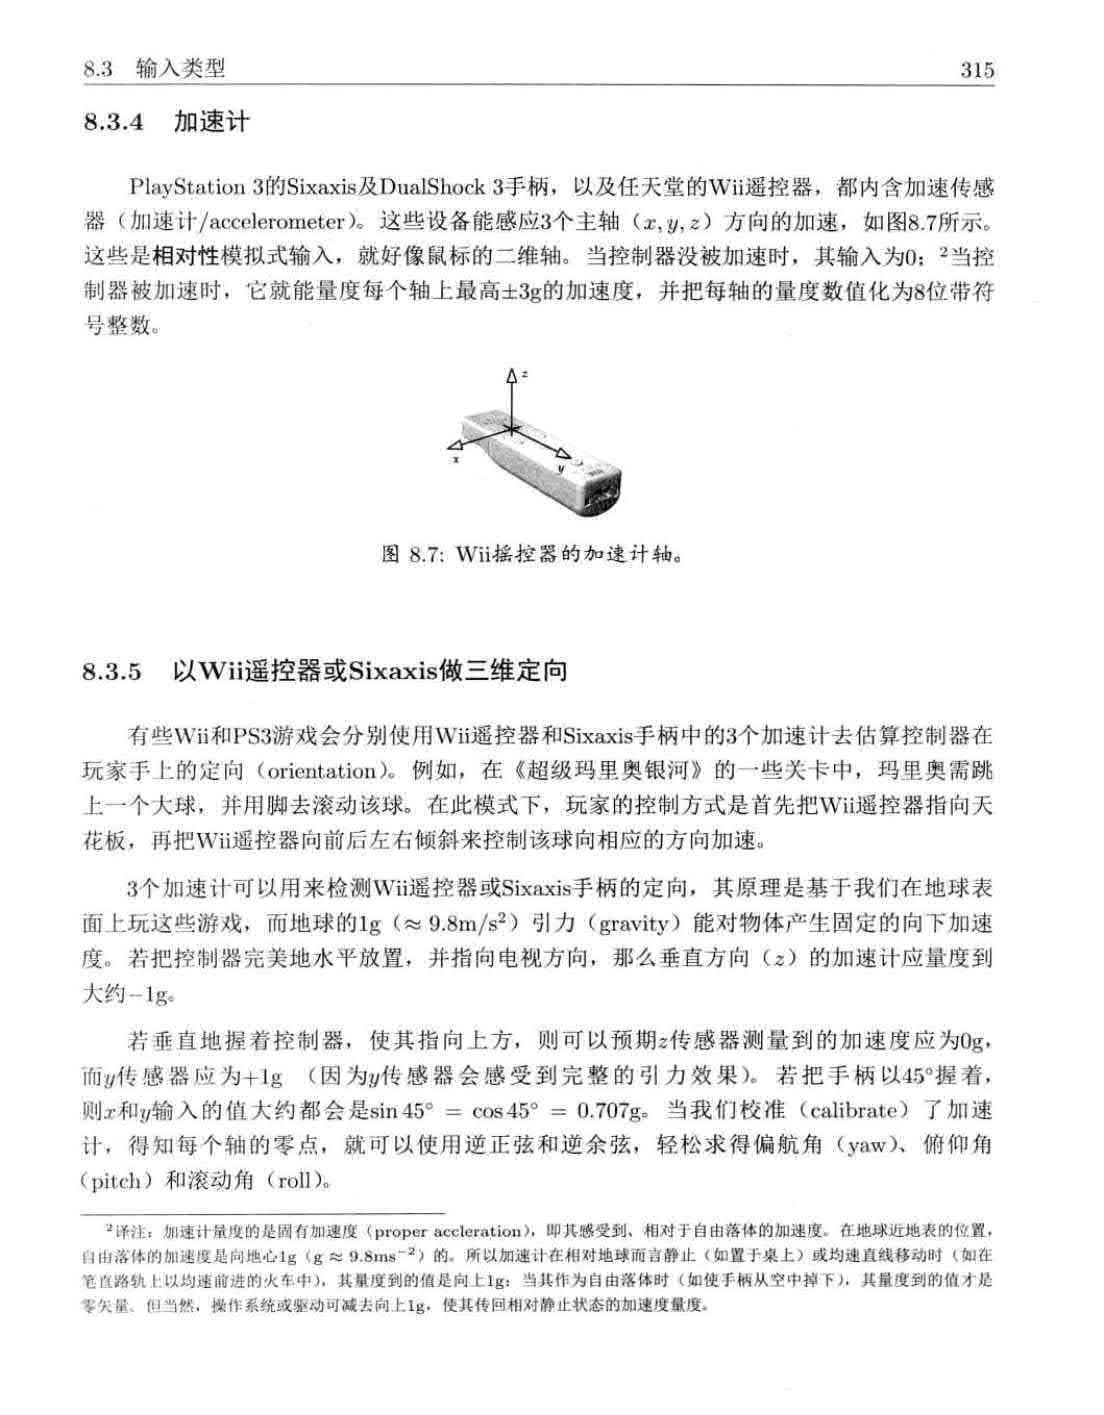 8.3 输入类型 315
8.3.4 加速计
PlayStation 3的Sixaxis及DualShock 3手柄，以及任天堂的Wii遥控器，都内含加速传感
器（加速计/accelerometer）。这些设备能感应3个主轴（x, y, z）方向的加速，如图8.7所示。
这些是相对性模拟式输入，就好像鼠标的二维轴。当控制器没被加速时，其输入为0；²当控
制器被加速时，它就能量度每个轴上最高±3g的加速度，并把每轴的量度数值化为8位带符
号整数。
z
x
y
图 8.7: Wii摇控器的加速计轴。
8.3.5 以Wii遥控器或Sixaxis做三维定向
有些Wii和PS3游戏会分别使用Wii遥控器和Sixaxis手柄中的3个加速计去估算控制器在
玩家手上的定向（orientation）。例如，在《超级玛里奥银河》的一些关卡中，玛里奥需跳
上一个大球，并用脚去滚动该球。在此模式下，玩家的控制方式是首先把Wii遥控器指向天
花板，再把Wii遥控器向前后左右倾斜来控制该球向相应的方向加速。
3个加速计可以用来检测Wii遥控器或Sixaxis手柄的定向，其原理是基于我们在地球表
面上玩这些游戏，而地球的1g（≈ 9.8m/s²）引力（gravity）能对物体产生固定的向下加速
度。若把控制器完美地水平放置，并指向电视方向，那么垂直方向（z）的加速计应量度到
大约−1g。
若垂直地握着控制器，使其指向上方，则可以预期z传感器测量到的加速度应为0g，
而y传感器应为+1g （因为y传感器会感受到完整的引力效果）。若把手柄以45°握着，
则x和y输入的值大约都会是sin 45° = cos 45° = 0.707g。当我们校准（calibrate）了加速
计，得知每个轴的零点，就可以使用逆正弦和逆余弦，轻松求得偏航角（yaw）、俯仰角
（pitch）和滚动角（roll）。
²译注：加速计量度的是固有加速度（proper accleration），即其感受到、相对于自由落体的加速度。在地球近地表的位置，
自由落体的加速度是向地心1g（g ≈ 9.8ms⁻²）的。所以加速计在相对地球而言静止（如置于桌上）或均速直线移动时（如在
笔直路轨上以均速前进的火车中），其量度到的值是向上1g；当其作为自由落体时（如使手柄从空中掉下），其量度到的值才是
零矢量。但当然，操作系统或驱动可减去向上1g，使其传回相对静止状态的加速度量度。